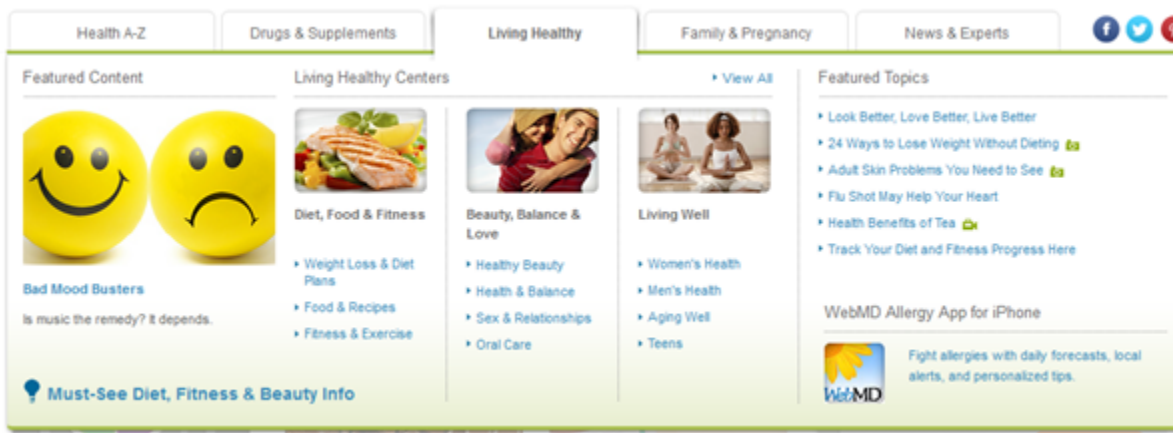 Health A-Z
Drugs & Supplements
Living Healthy
Family & Pregnancy
News & Experts
Featured Content
Bad Mood Busters
Is music the remedy? It depends.
Living Healthy Centers
View All
Diet, Food & Fitness
Weight Loss & Diet
Plans
Food & Recipes
Fitness & Exercise
Beauty, Balance &
Love
Healthy Beauty
Health & Balance
Sex & Relationships
Oral Care
Living Well
Women's Health
Men's Health
Aging Well
Teens
Must-See Diet, Fitness & Beauty Info
Featured Topics
Look Better, Love Better, Live Better
24 Ways to Lose Weight Without Dieting
Adult Skin Problems You Need to See
Flu Shot May Help Your Heart
Health Benefits of Tea
Track Your Diet and Fitness Progress Here
WebMD Allergy App for iPhone
WebMD
Fight allergies with daily forecasts, local
alerts, and personalized tips.